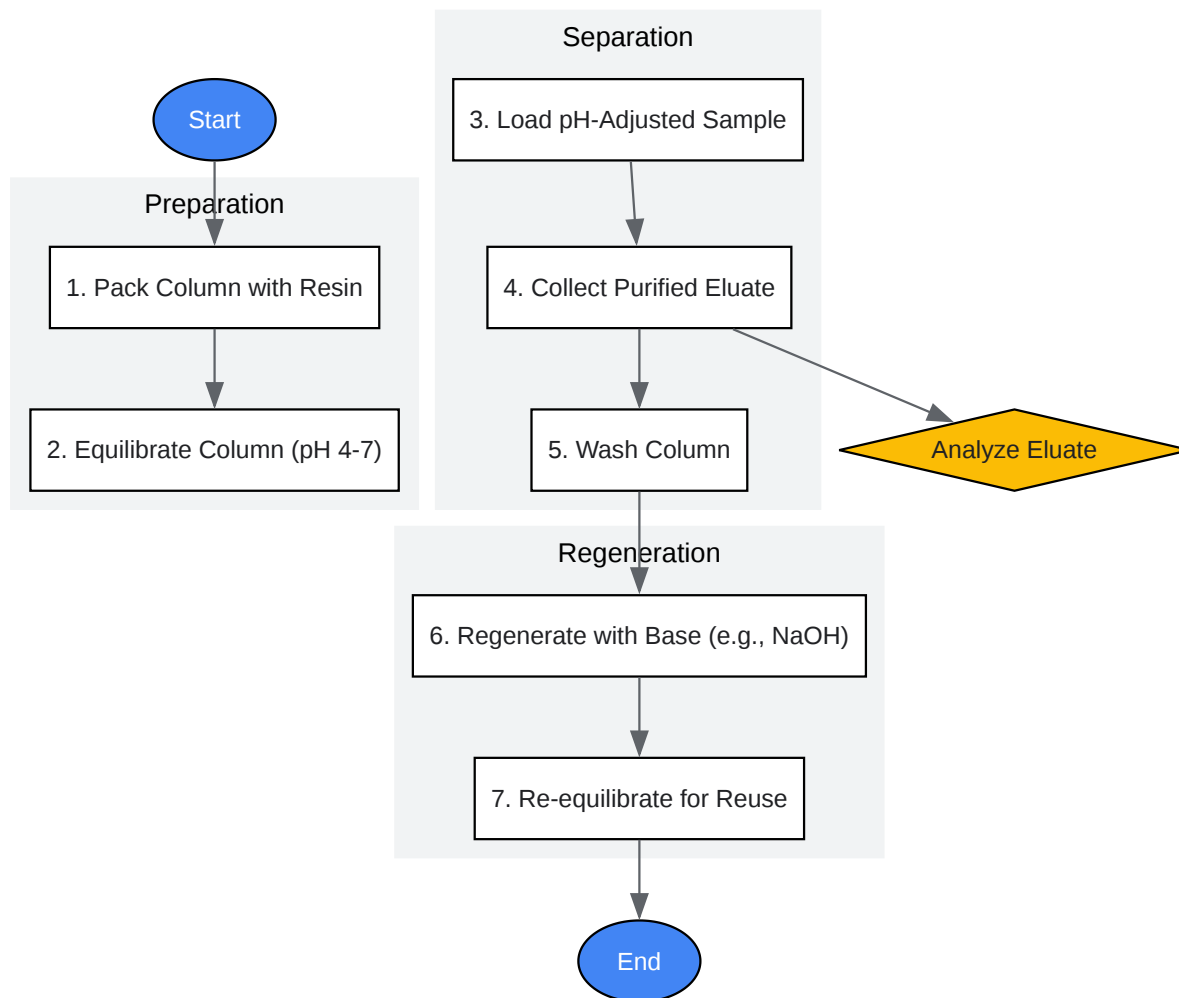 Start
Preparation
1. Pack Column with Resin
2. Equilibrate Column (pH 4-7)
Separation
3. Load pH-Adjusted Sample
4. Collect Purified Eluate
5. Wash Column
Analyze Eluate
Regeneration
6. Regenerate with Base (e.g., NaOH)
7. Re-equilibrate for Reuse
End